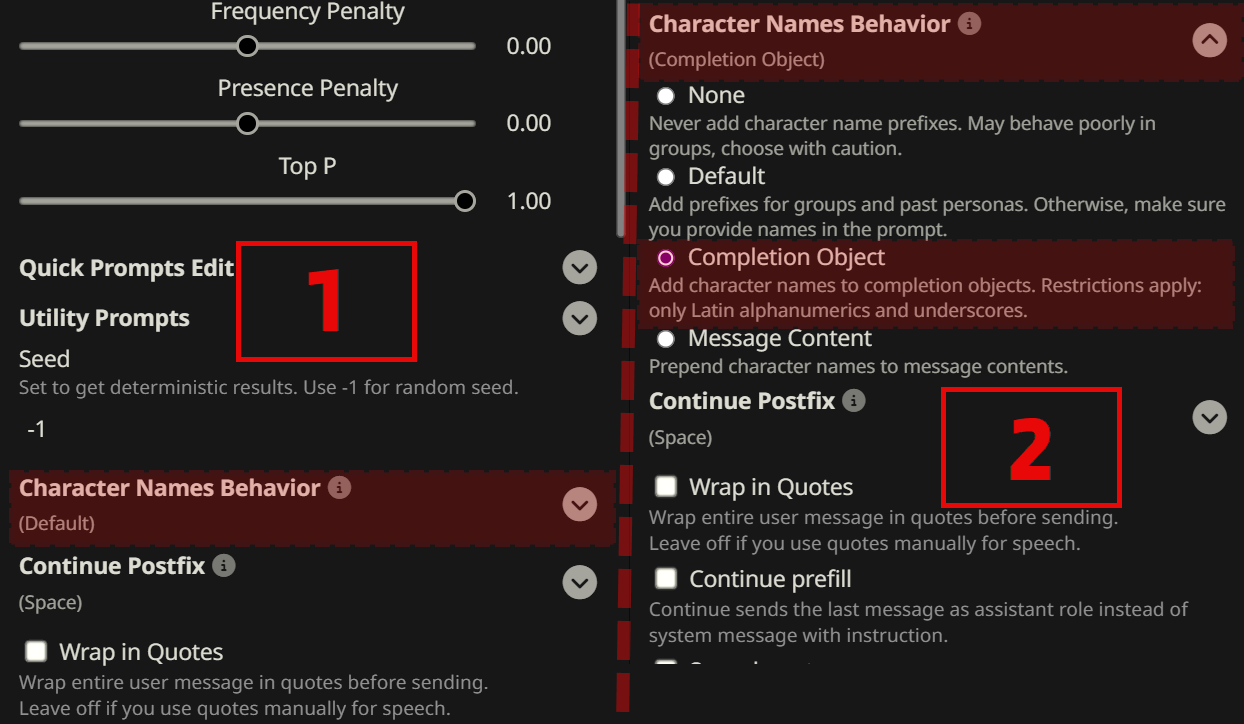 Frequency Penalty
0.00
Presence Penalty
0.00
Top P
1.00
Quick Prompts Edit
1
Utility Prompts
Seed
Set to get deterministic results. Use -1 for random seed.
-1
Character Names Behavior
(Default)
Continue Postfix
(Space)
Wrap in Quotes
Wrap entire user message in quotes before sending.
Leave off if you use quotes manually for speech.
Character Names Behavior
(Completion Object)
None
Never add character name prefixes. May behave poorly in
groups, choose with caution.
Default
Add prefixes for groups and past personas. Otherwise, make sure
you provide names in the prompt.
Completion Object
Add character names to completion objects. Restrictions apply:
only Latin alphanumerics and underscores.
Message Content
Prepend character names to message contents.
Continue Postfix
(Space)
2
Wrap in Quotes
Wrap entire user message in quotes before sending.
Leave off if you use quotes manually for speech.
Continue prefill
Continue sends the last message as assistant role instead of
system message with instruction.